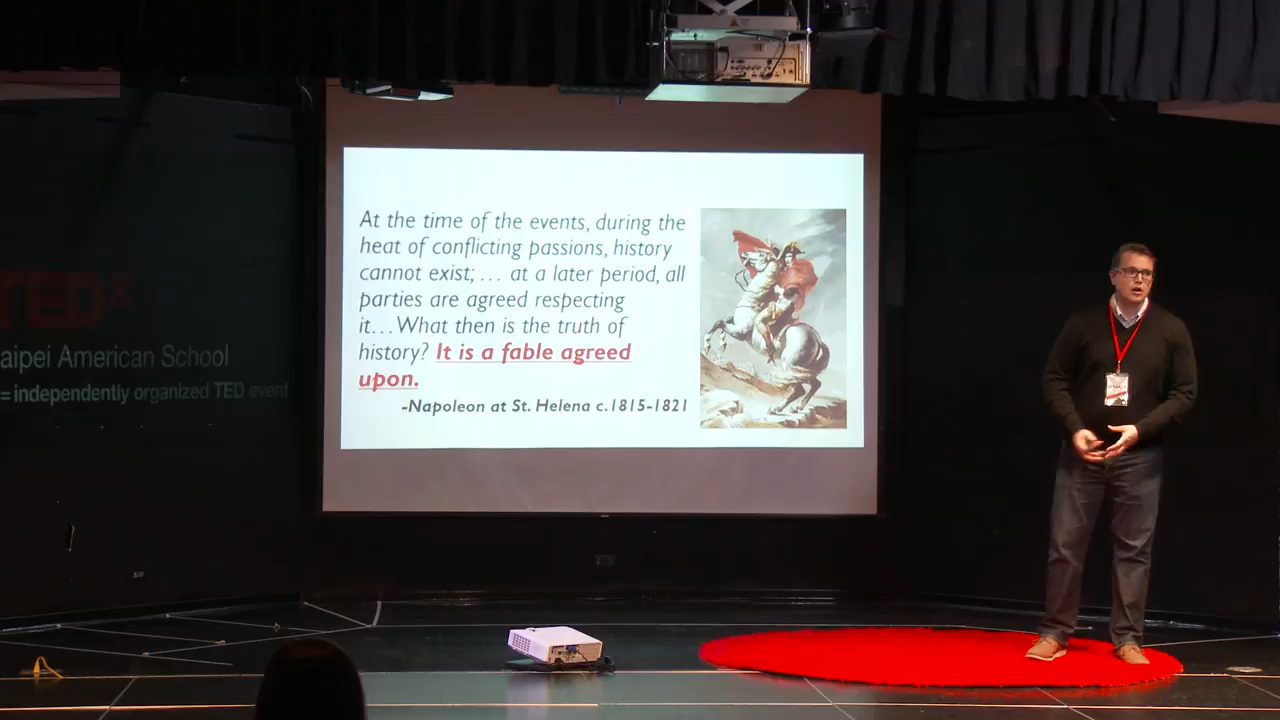 At the time of the events, during the
heat of conflicting passions, history
cannot exist; … at a later period, all
parties are agreed respecting
it…What then is the truth of
history? It is a fable agreed
upon.
-Napoleon at St. Helena c.1815-1821
TEDx
aipei American School
=independently organized TED event